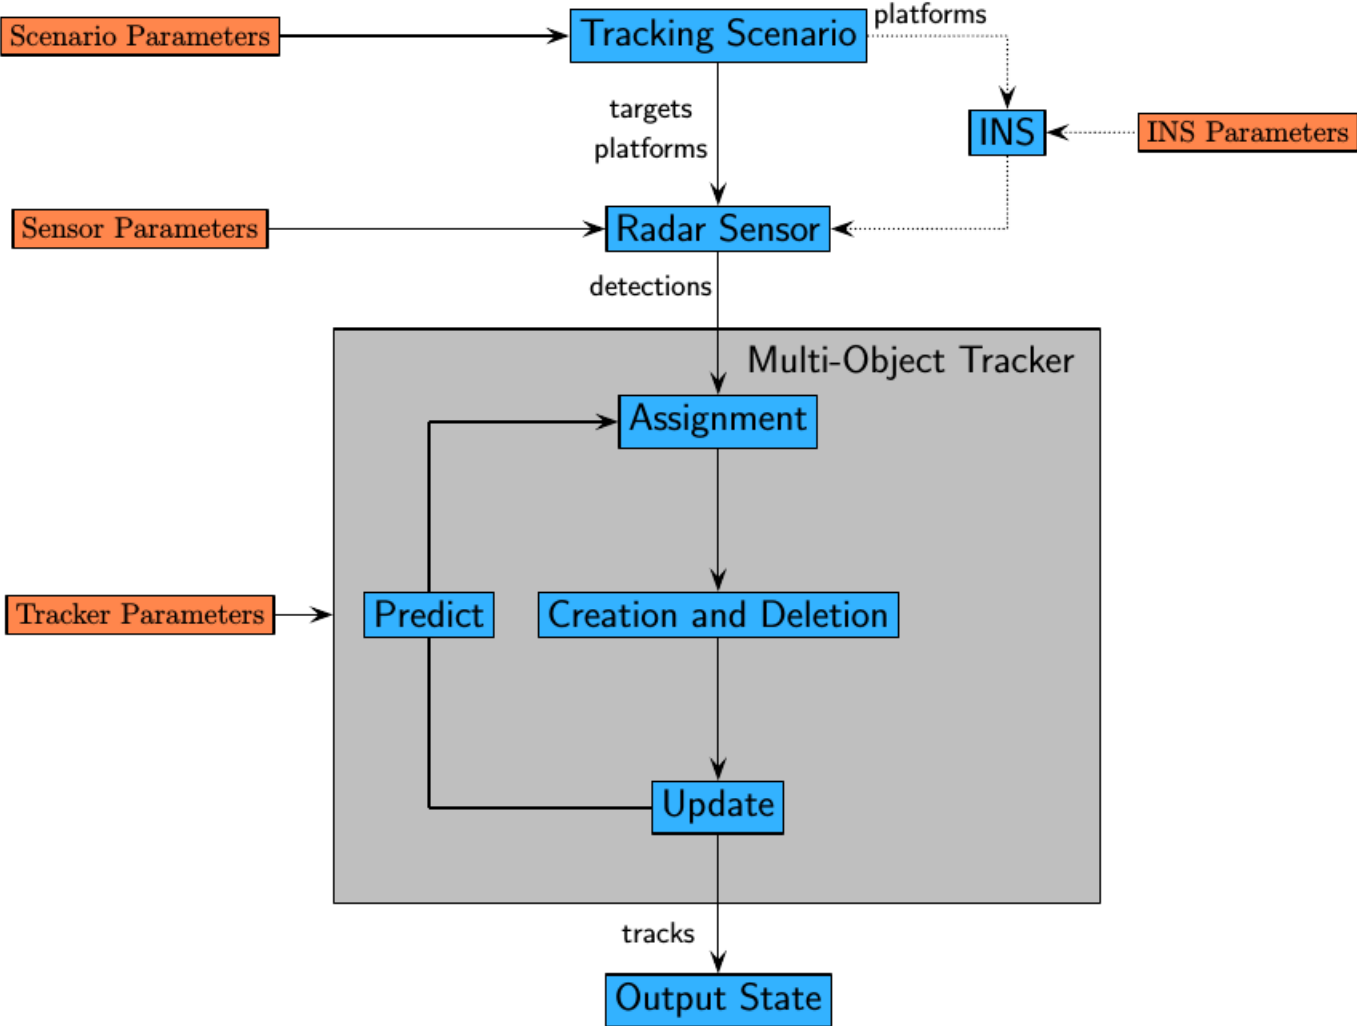 platforms
Scenario Parameters
Tracking Scenario
targets
platforms
INS
INS Parameters
Sensor Parameters
Radar Sensor
detections
Multi-Object Tracker
Assignment
Tracker Parameters
Predict
Creation and Deletion
Update
tracks
Output State